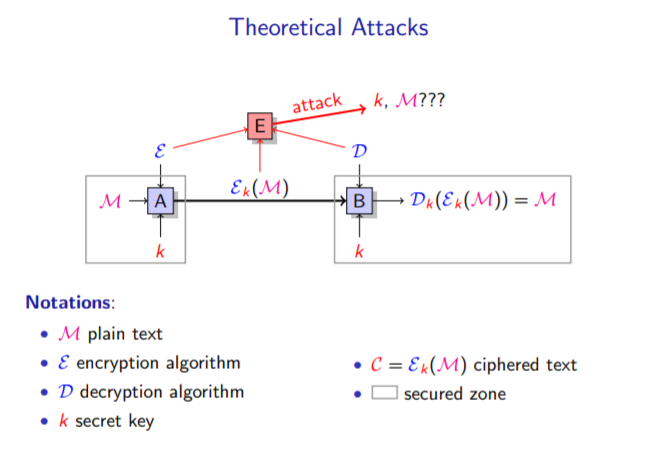 Theoretical Attacks
attack
k, ℳ???
E
ℰ
𝒟
ℰₖ(ℳ)
ℳ
A
B
𝒟ₖ(ℰₖ(ℳ)) = ℳ
k
k
Notations:
• ℳ plain text
• ℰ encryption algorithm
• 𝒟 decryption algorithm
• k secret key
• 𝒞 = ℰₖ(ℳ) ciphered text
• secured zone